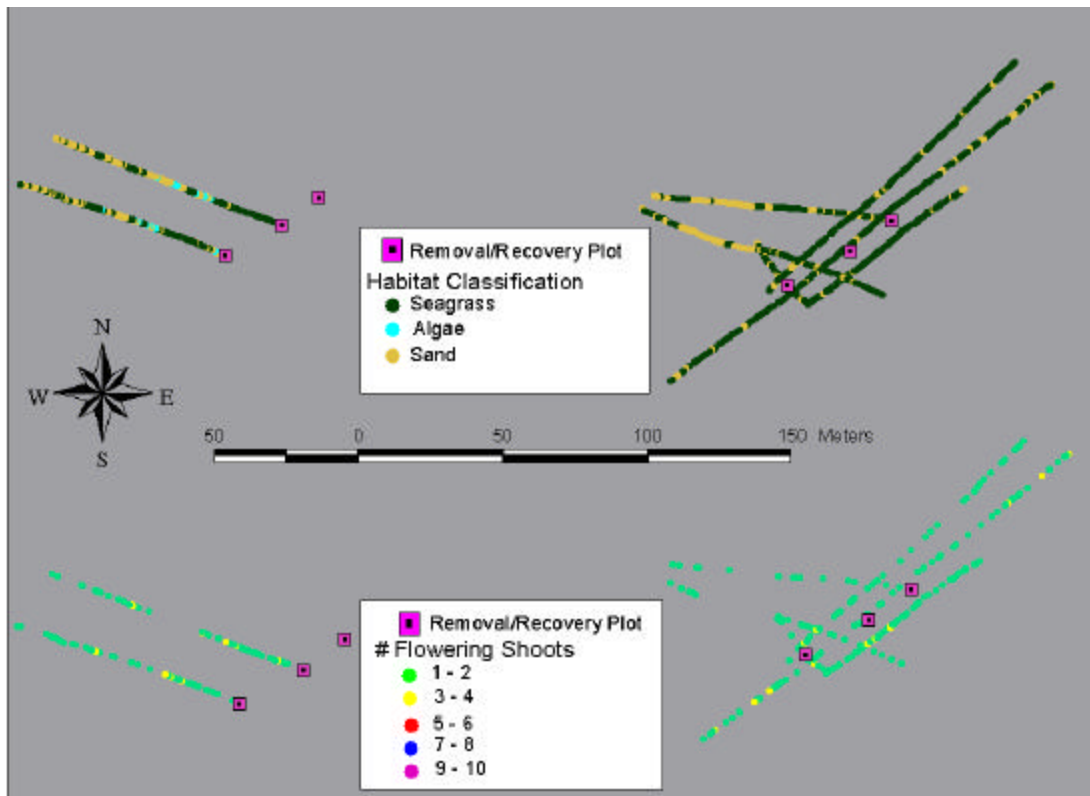 Removal/Recovery Plot
Habitat Classification
Seagrass
Algae
Sand
N
W E
S
50 0 50 100 150 Meters
Removal/Recovery Plot
# Flowering Shoots
1 - 2
3 - 4
5 - 6
7 - 8
9 - 10